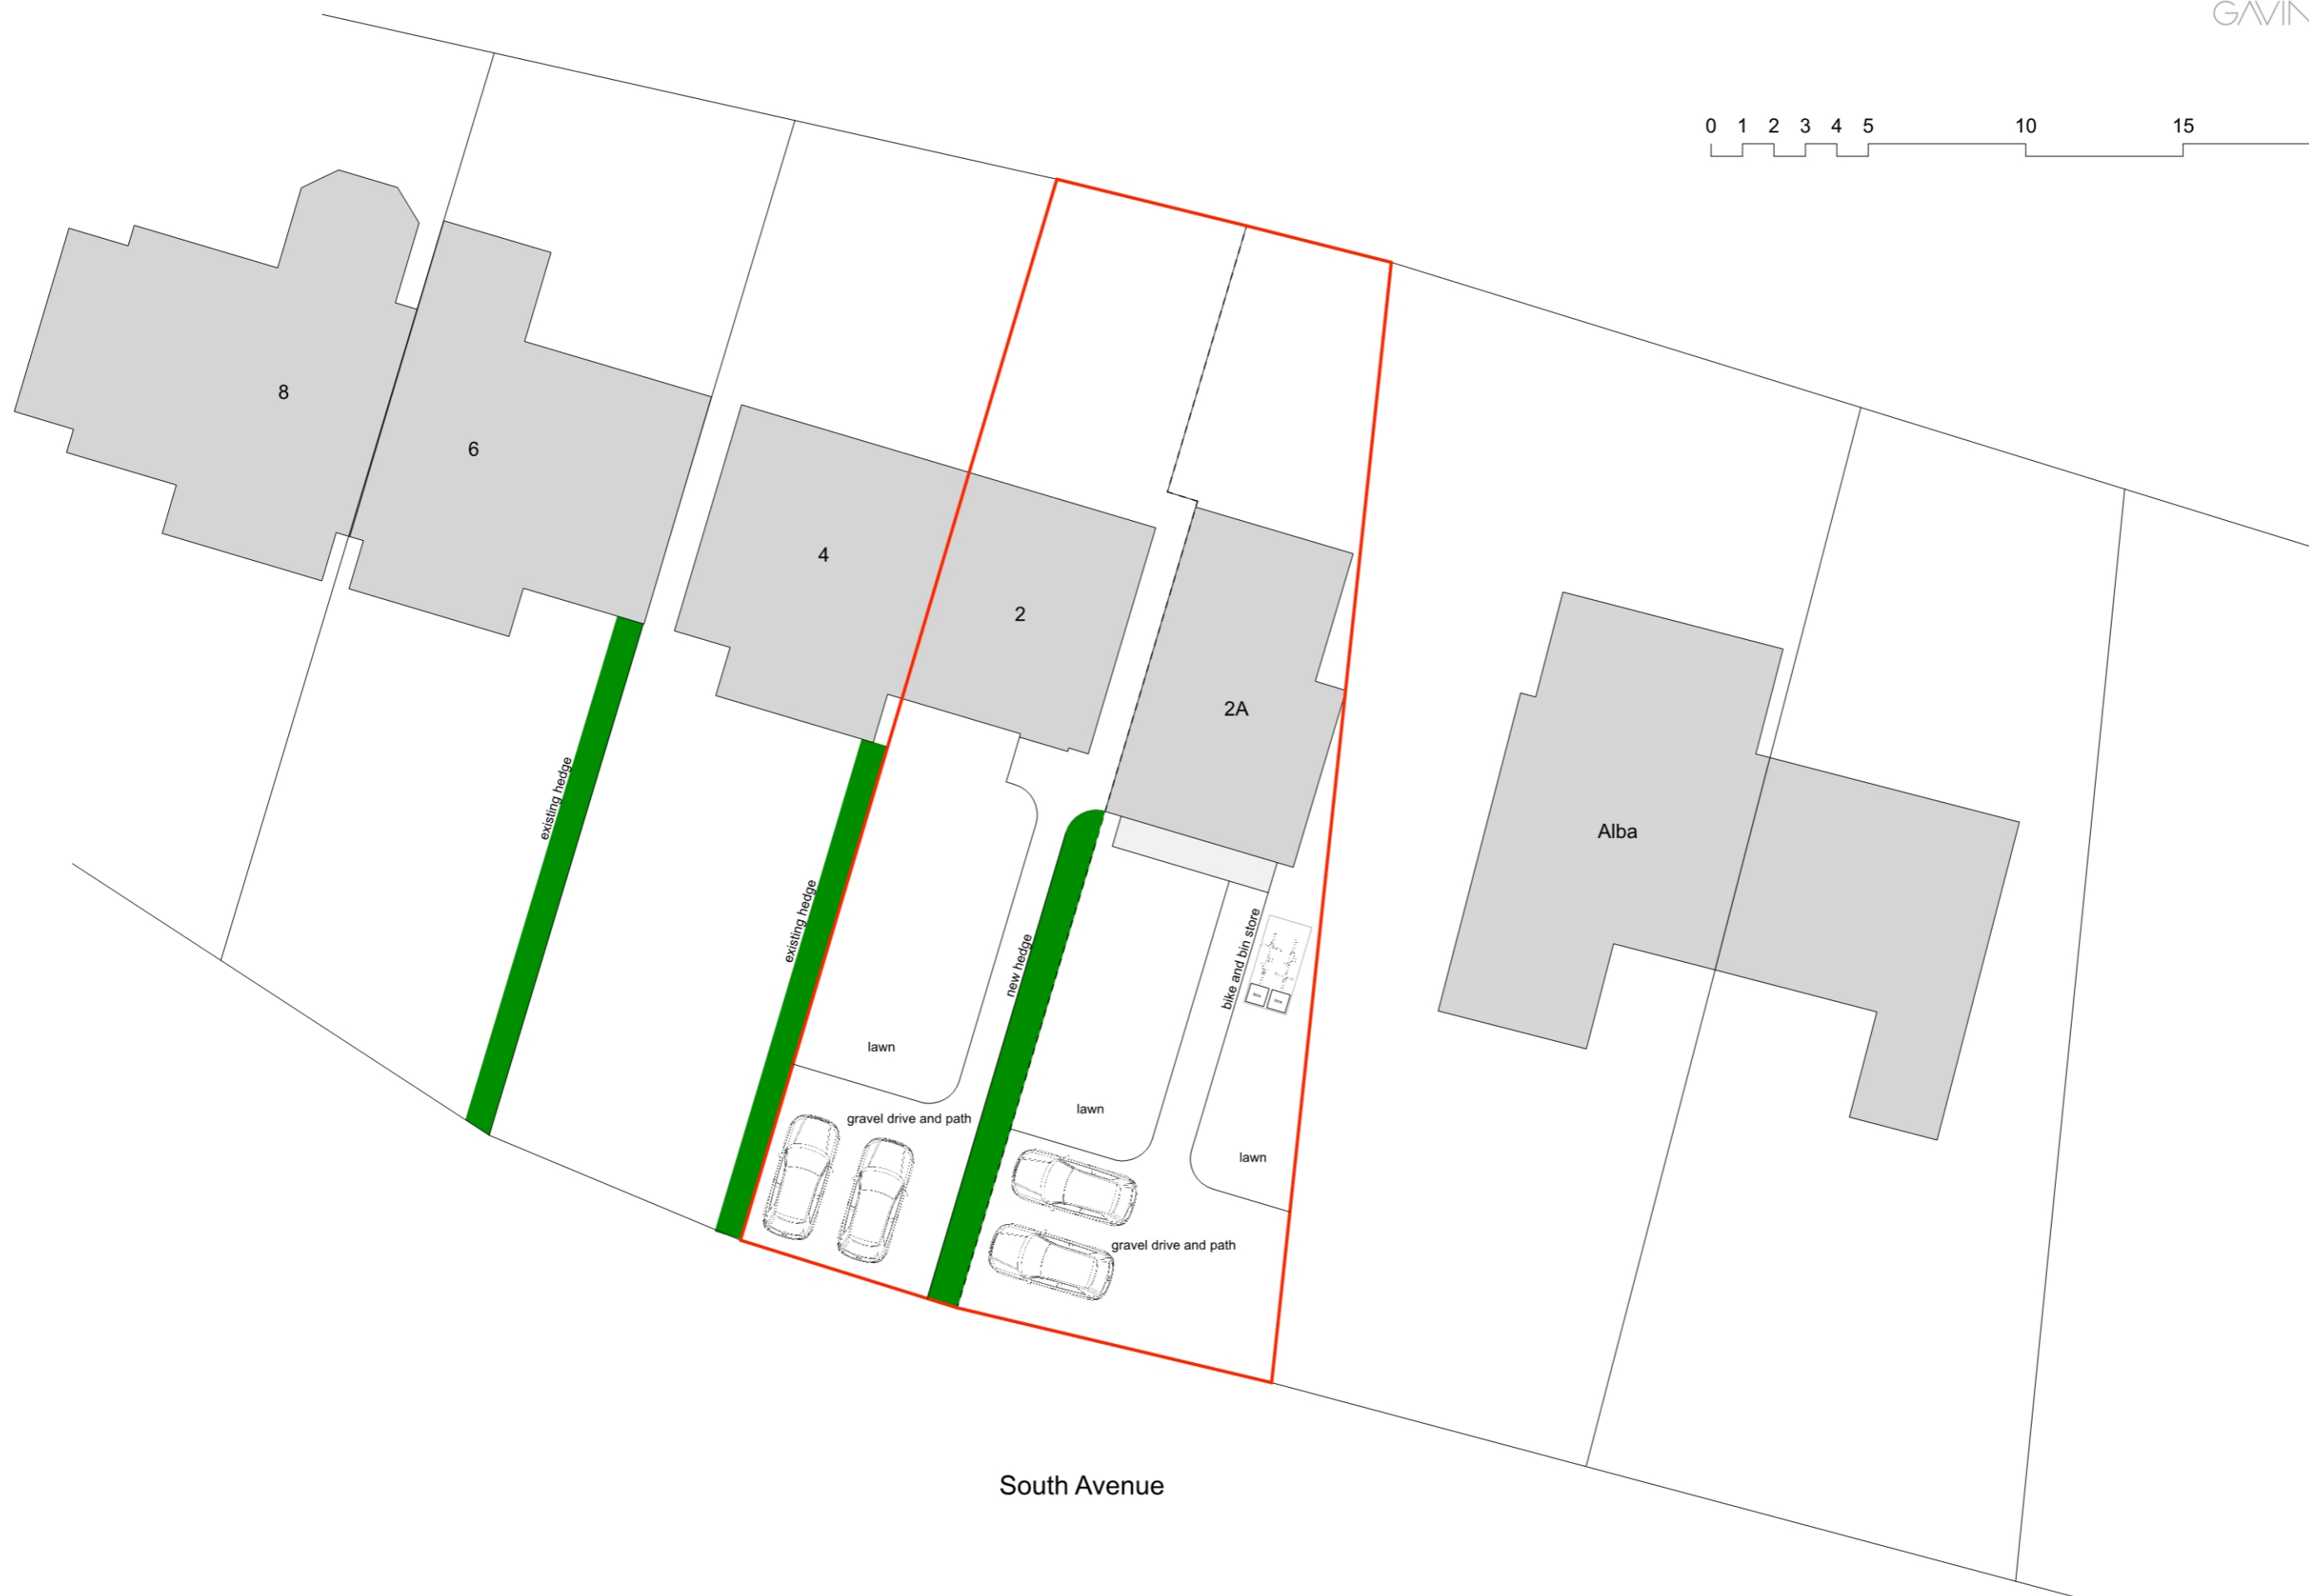 GAVIN
0 1 2 3 4 5 10 15
8
6
4
2
2A
Alba
existing hedge
existing hedge
new hedge
bike and bin store
lawn
lawn
lawn
gravel drive and path
gravel drive and path
South Avenue